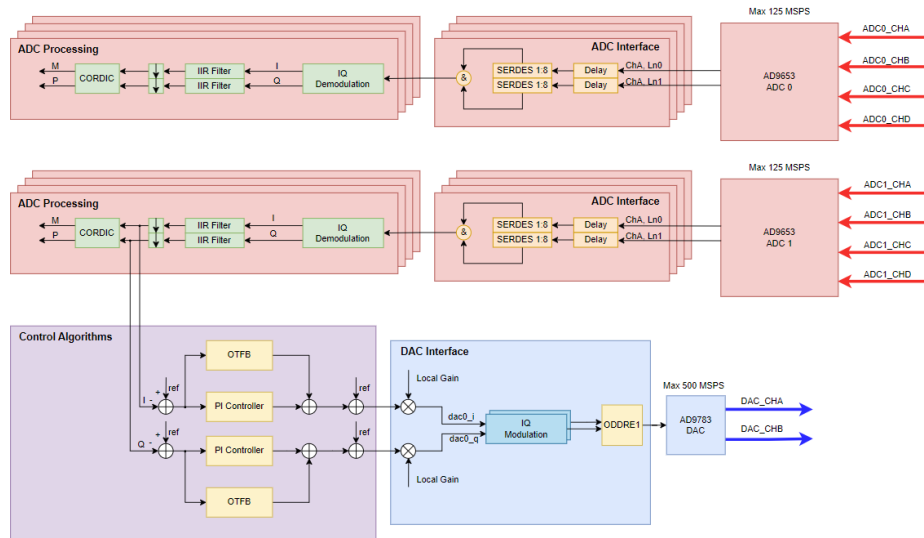 Max 125 MSPS
ADC Processing
ADC Interface
ADC0_CHA
M
P
CORDIC
IIR Filter
IIR Filter
I
Q
IQ
Demodulation
&
SERDES 1:8
SERDES 1:8
Delay
Delay
ChA, Ln0
ChA, Ln1
AD9653
ADC 0
ADC0_CHB
ADC0_CHC
ADC0_CHD
Max 125 MSPS
ADC Processing
ADC Interface
ADC1_CHA
M
P
CORDIC
IIR Filter
IIR Filter
I
Q
IQ
Demodulation
&
SERDES 1:8
SERDES 1:8
Delay
Delay
ChA, Ln0
ChA, Ln1
AD9653
ADC 1
ADC1_CHB
ADC1_CHC
ADC1_CHD
Control Algorithms
OTFB
ref
+
I -
PI Controller
ref
ref
+
Q -
PI Controller
ref
OTFB
DAC Interface
Local Gain
dac0_i
dac0_q
IQ
Modulation
ODDRE1
Local Gain
Max 500 MSPS
AD9783
DAC
DAC_CHA
DAC_CHB